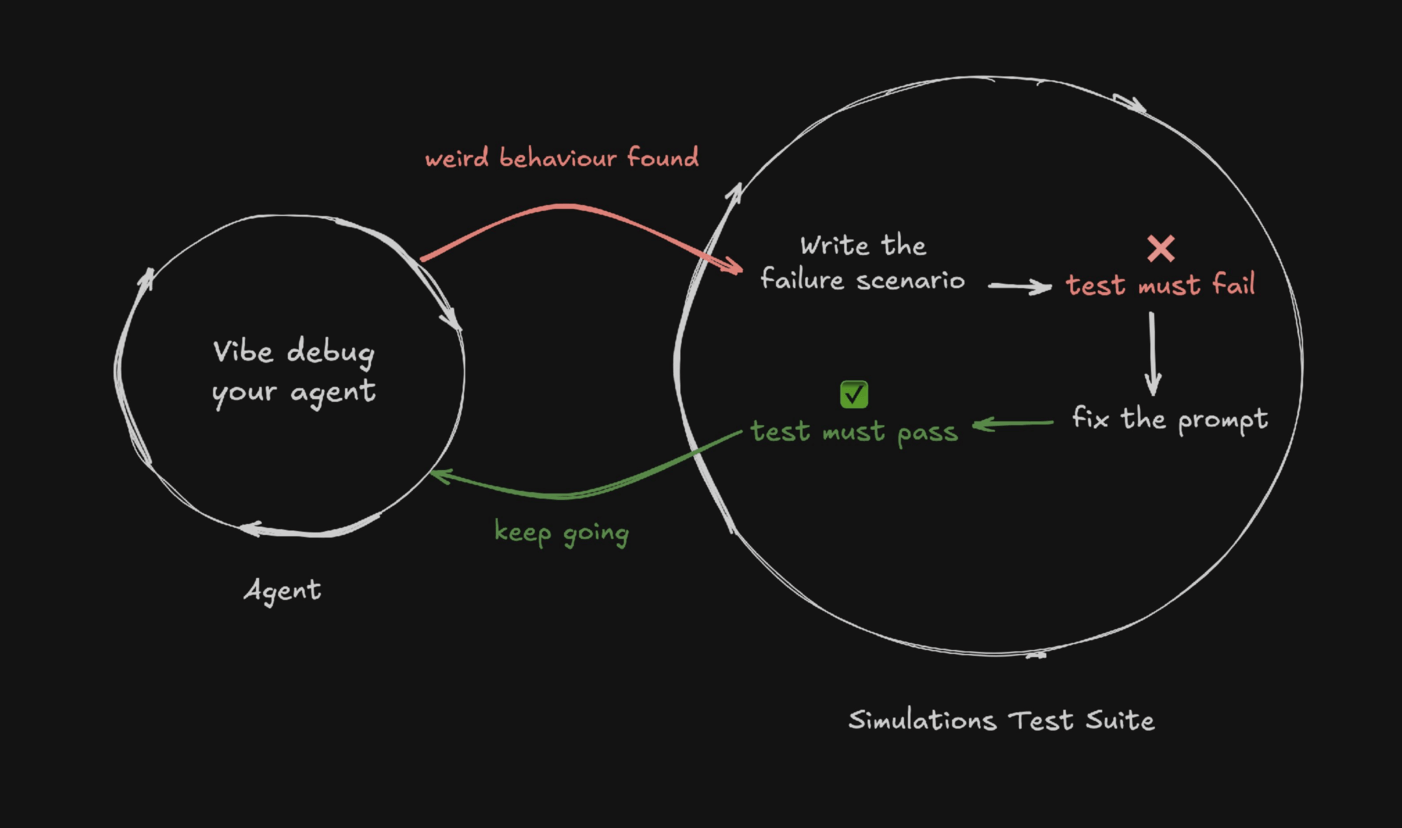 weird behaviour found
Vibe debug
your agent
Agent
keep going
Write the
failure scenario
❌
test must fail
fix the prompt
✅
test must pass
Simulations Test Suite